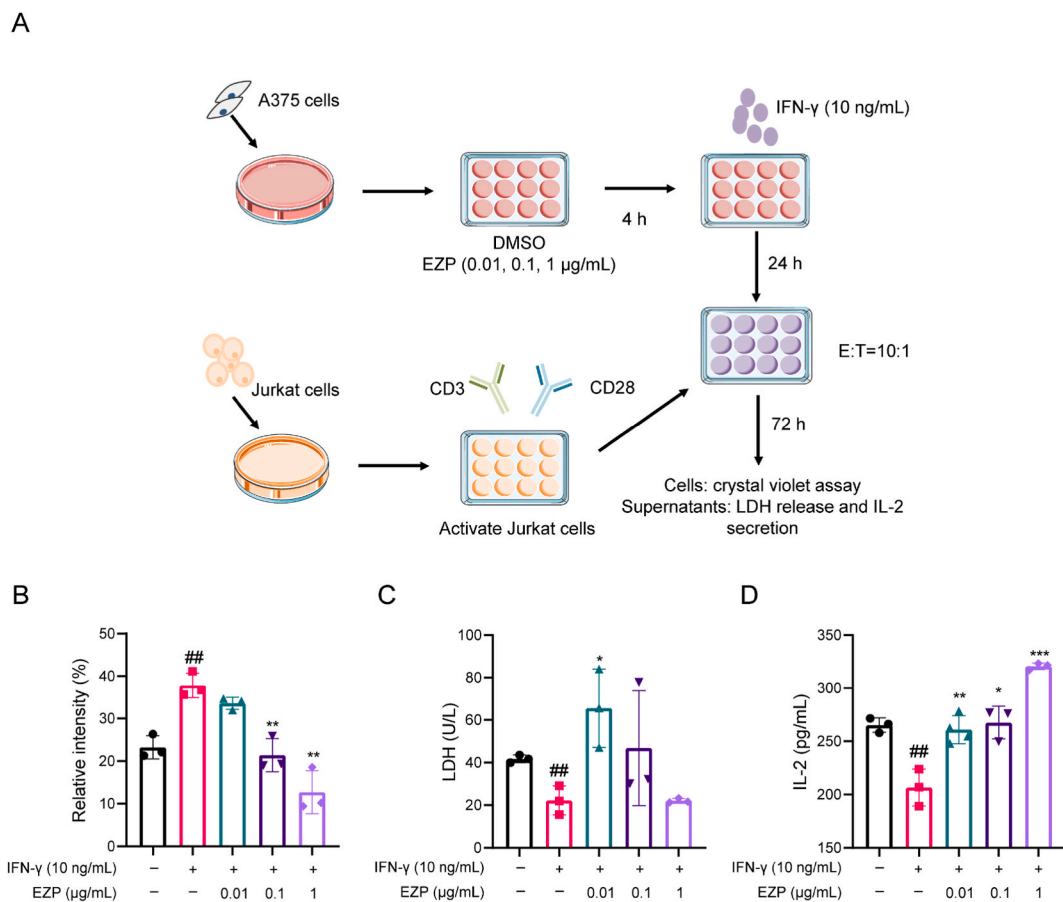 A
A375 cells
IFN-γ (10 ng/mL)
DMSO
EZP (0.01, 0.1, 1 µg/mL)
4 h
24 h
Jurkat cells
CD3
CD28
E:T=10:1
Activate Jurkat cells
72 h
Cells: crystal violet assay
Supernatants: LDH release and IL-2
secretion
B
Relative intensity (%)
50
40
30
20
10
0
##
**
**
IFN-γ (10 ng/mL) – + + + +
EZP (µg/mL) – – 0.01 0.1 1
C
LDH (U/L)
100
80
60
40
20
0
##
*
IFN-γ (10 ng/mL) – + + + +
EZP (µg/mL) – – 0.01 0.1 1
D
IL-2 (pg/mL)
350
300
250
200
150
##
**
*
***
IFN-γ (10 ng/mL) – + + + +
EZP (µg/mL) – – 0.01 0.1 1